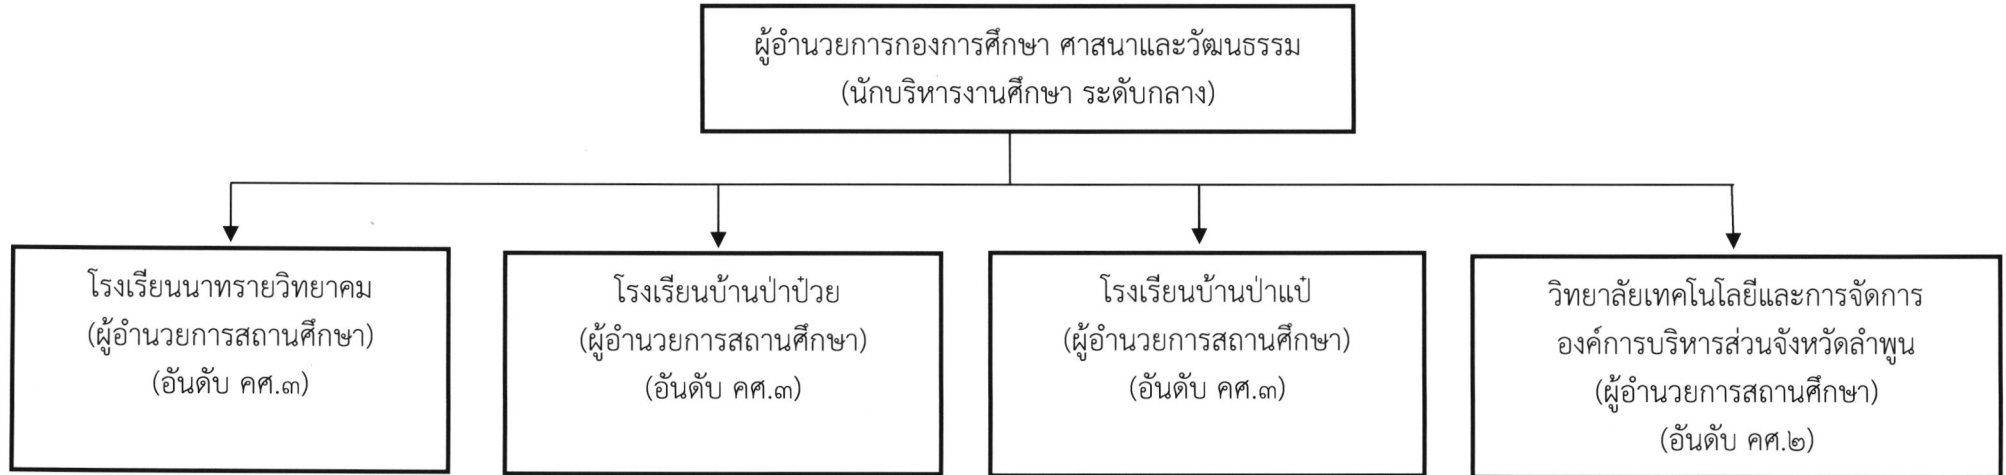 ผู้อำนวยการกองการศึกษา ศาสนาและวัฒนธรรม
(นักบริหารงานศึกษา ระดับกลาง)
โรงเรียนนาทรายวิทยาคม
(ผู้อำนวยการสถานศึกษา)
(อันดับ คศ.๓)
โรงเรียนบ้านป่าป๋วย
(ผู้อำนวยการสถานศึกษา)
(อันดับ คศ.๓)
โรงเรียนบ้านป่าแป๋
(ผู้อำนวยการสถานศึกษา)
(อันดับ คศ.๓)
วิทยาลัยเทคโนโลยีและการจัดการ
องค์การบริหารส่วนจังหวัดลำพูน
(ผู้อำนวยการสถานศึกษา)
(อันดับ คศ.๒)